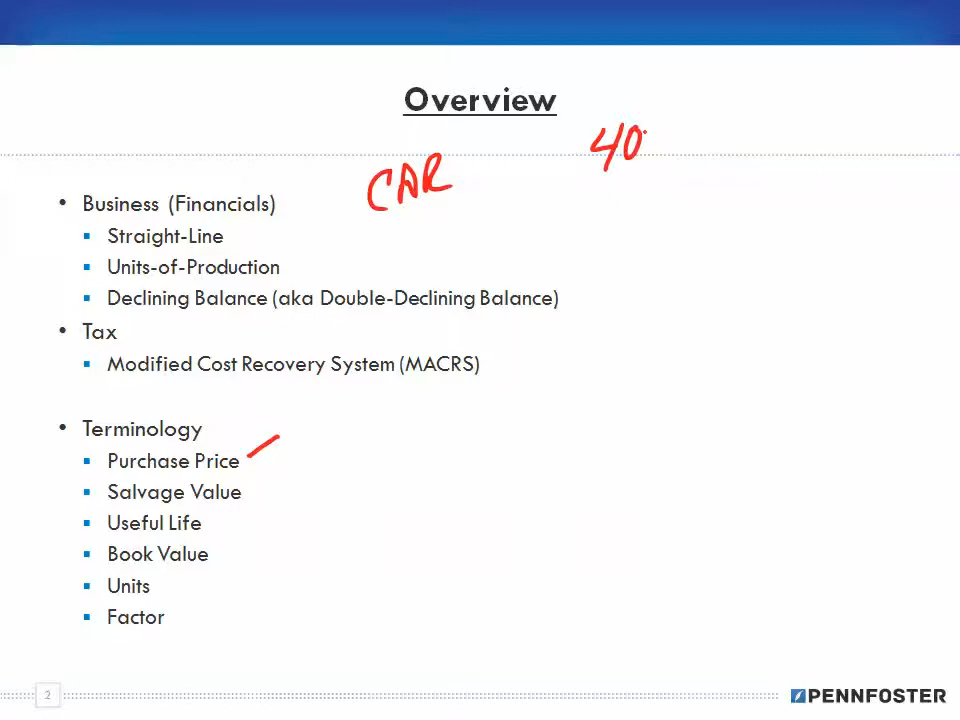 Overview
40
CAR
• Business (Financials)
▪ Straight-Line
▪ Units-of-Production
▪ Declining Balance (aka Double-Declining Balance)
• Tax
▪ Modified Cost Recovery System (MACRS)
• Terminology
▪ Purchase Price
▪ Salvage Value
▪ Useful Life
▪ Book Value
▪ Units
▪ Factor
2
PENNFOSTER